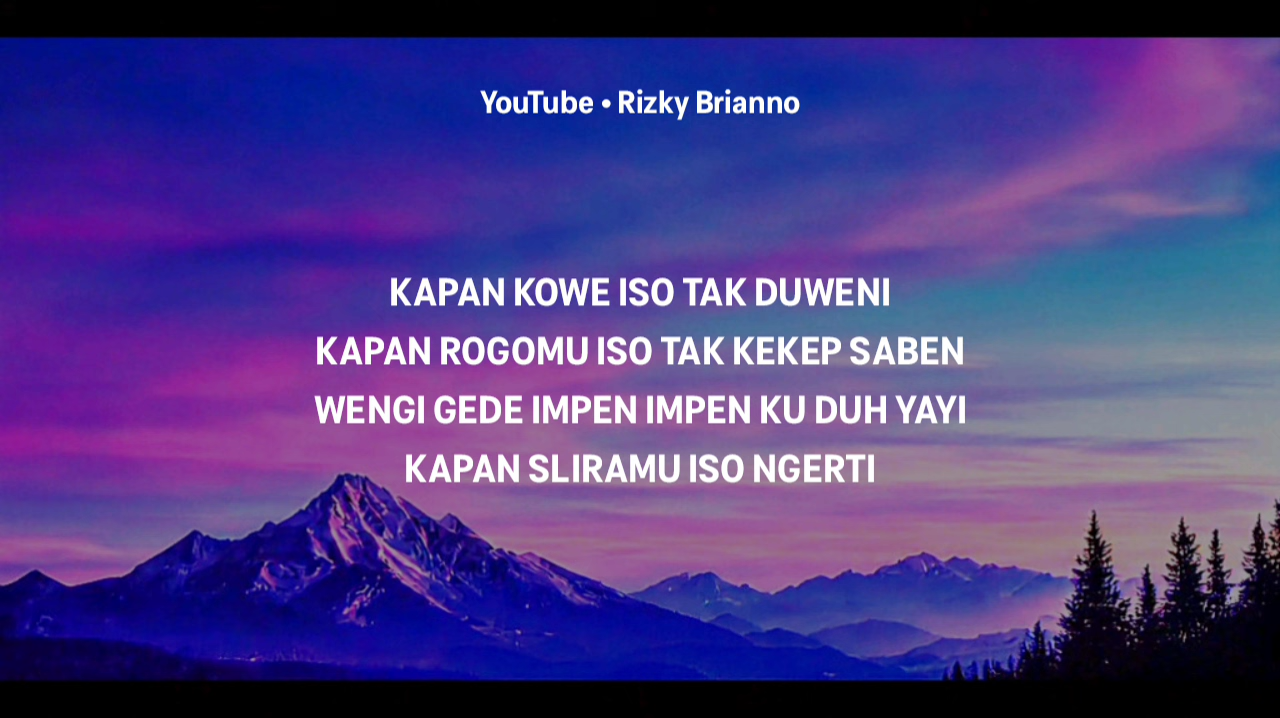 YouTube • Rizky Brianno
KAPAN KOWE ISO TAK DUWENI
KAPAN ROGOMU ISO TAK KEKEP SABEN
WENGI GEDE IMPEN IMPEN KU DUH YAYI
KAPAN SLIRAMU ISO NGERTI